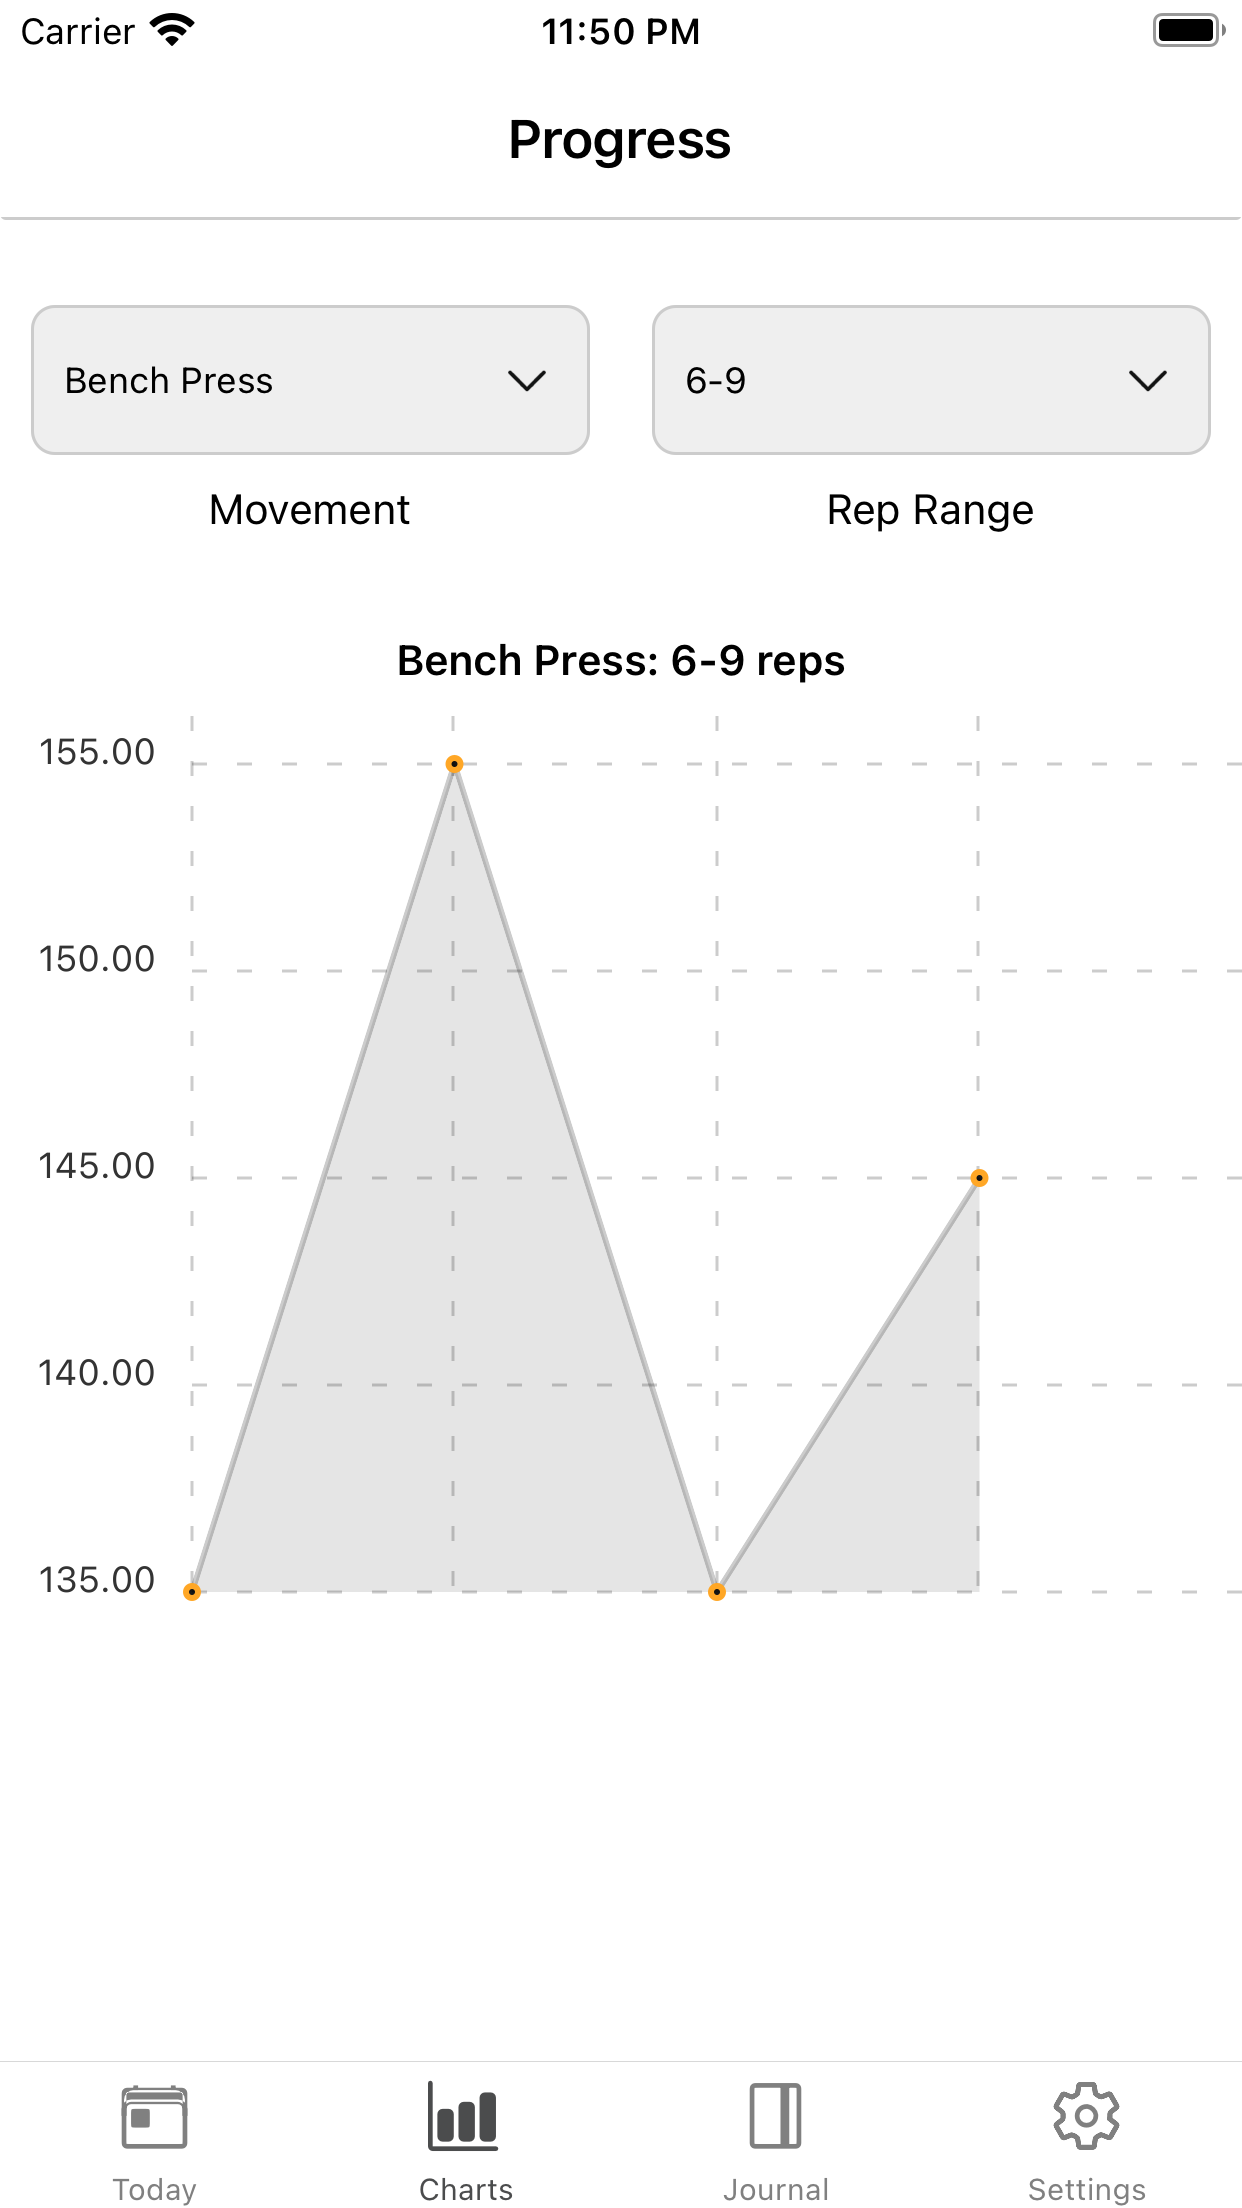 Carrier 11:50 PM
Progress
Bench Press 6-9
Movement Rep Range
Bench Press: 6-9 reps
155.00
150.00
145.00
140.00
135.00
Today Charts Journal Settings